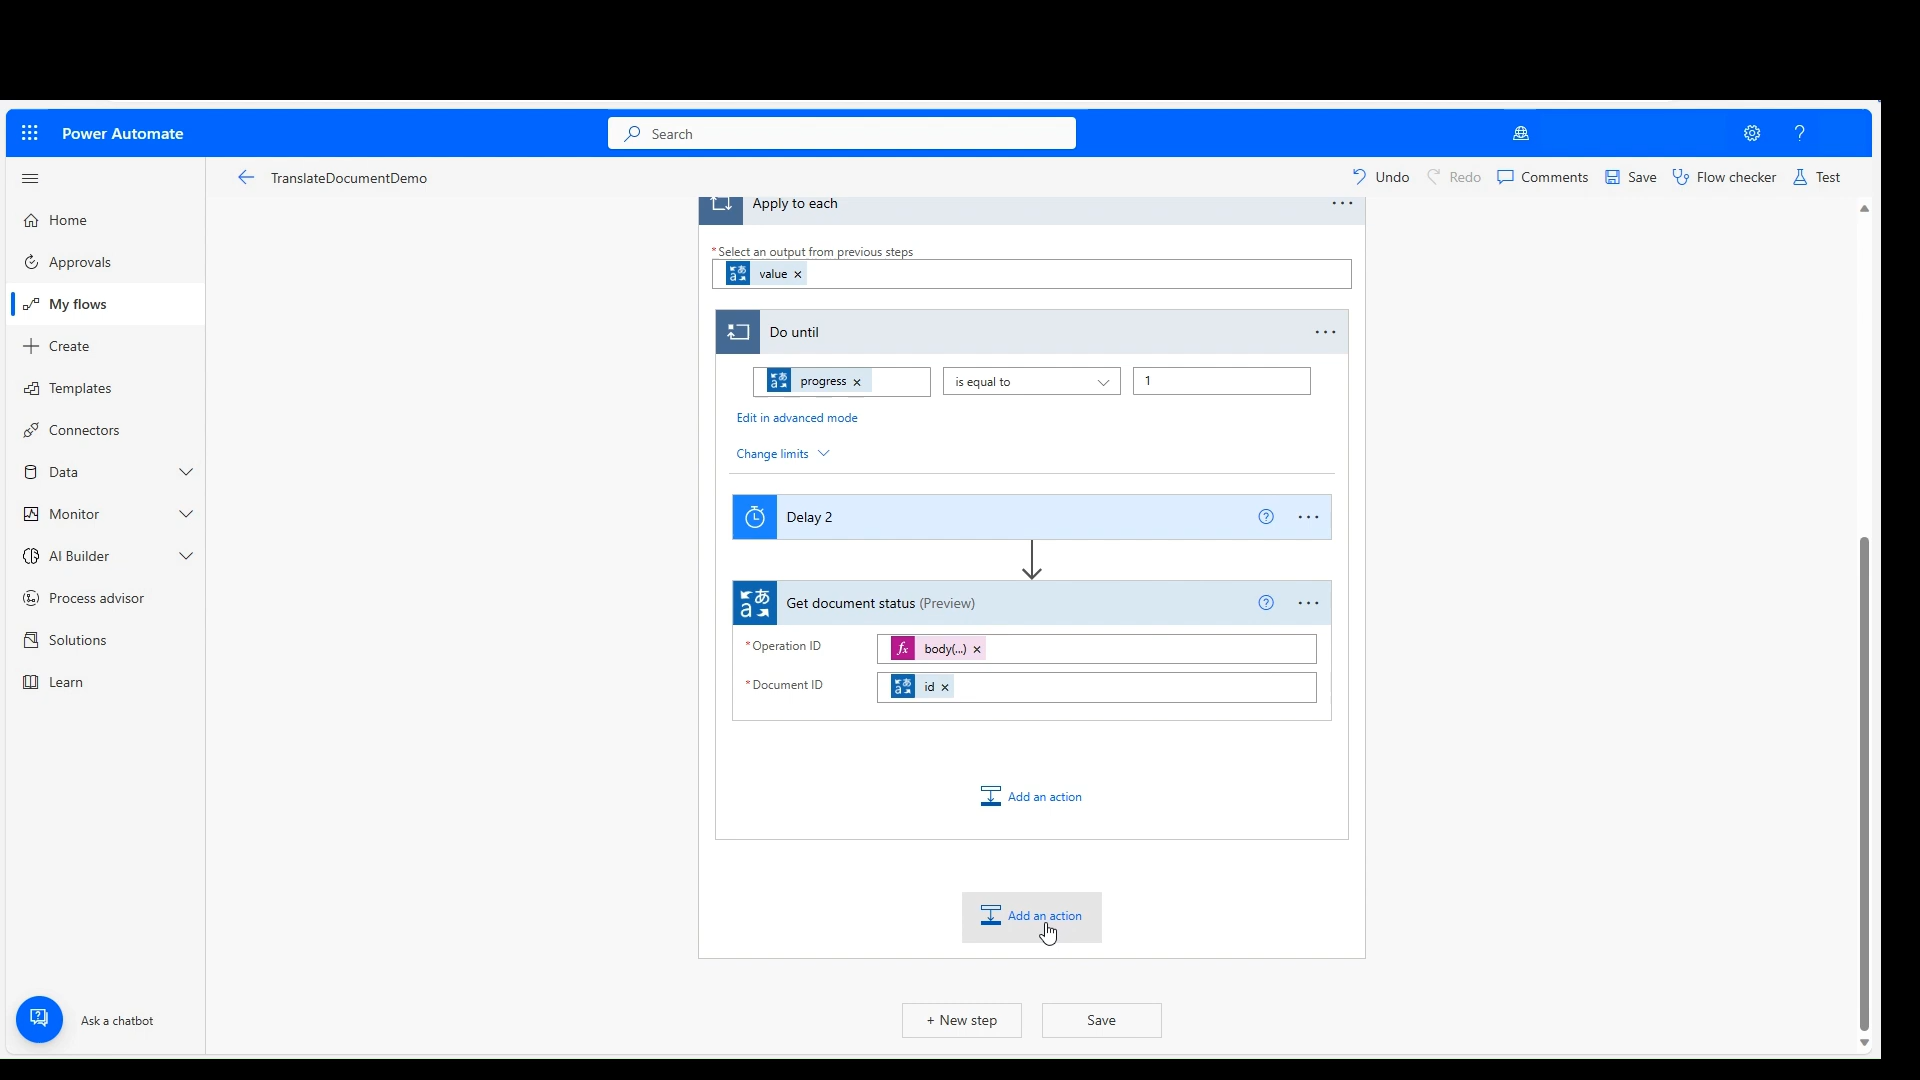 Power Automate
Search
TranslateDocumentDemo
Undo
Redo
Comments
Save
Flow checker
Test
Home
Approvals
My flows
Create
Templates
Connectors
Data
Monitor
AI Builder
Process advisor
Solutions
Learn
Ask a chatbot
Apply to each
* Select an output from previous steps
value
Do until
progress
is equal to
1
Edit in advanced mode
Change limits
Delay 2
Get document status (Preview)
* Operation ID
body(...)
* Document ID
id
Add an action
Add an action
+ New step
Save